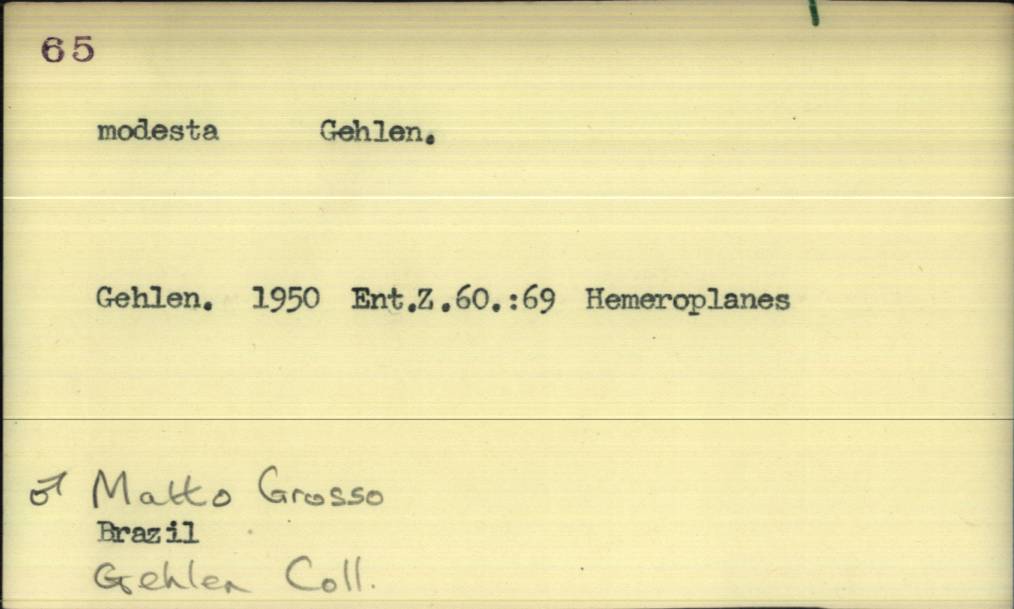 65
modesta Gehlen.
Gehlen. 1950 Ent.Z.60.:69 Hemeroplanes
♂ Matto Grosso
Brazil
Gehlen Coll.